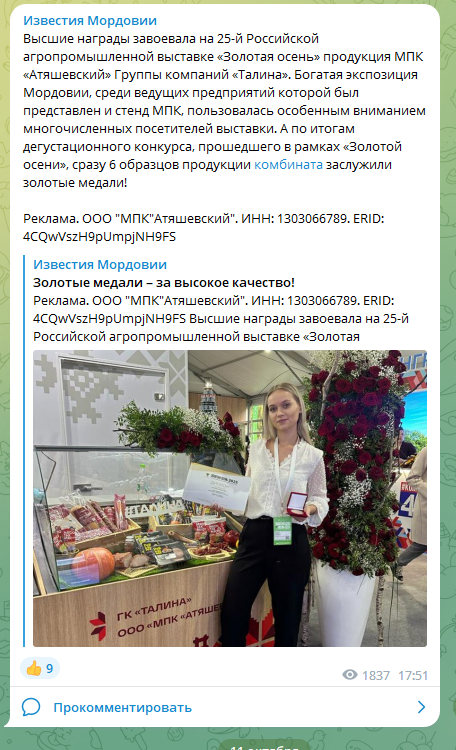 Известия Мордовии
Высшие награды завоевала на 25-й Российской
агропромышленной выставке «Золотая осень» продукция МПК
«Атяшевский» Группы компаний «Талина». Богатая экспозиция
Мордовии, среди ведущих предприятий которой был
представлен и стенд МПК, пользовалась особенным вниманием
многочисленных посетителей выставки. А по итогам
дегустационного конкурса, прошедшего в рамках «Золотой
осени», сразу 6 образцов продукции комбината заслужили
золотые медали!
Реклама. ООО "МПК"Атяшевский". ИНН: 1303066789. ERID:
4CQwVszH9pUmpjNH9FS
Известия Мордовии
Золотые медали – за высокое качество!
Реклама. ООО "МПК"Атяшевский". ИНН: 1303066789. ERID:
4CQwVszH9pUmpjNH9FS Высшие награды завоевала на 25-й
Российской агропромышленной выставке «Золотая
ГК «ТАЛИНА»
ООО «МПК «АТЯШЕ
9
1837 17:51
Прокомментировать
11 октября